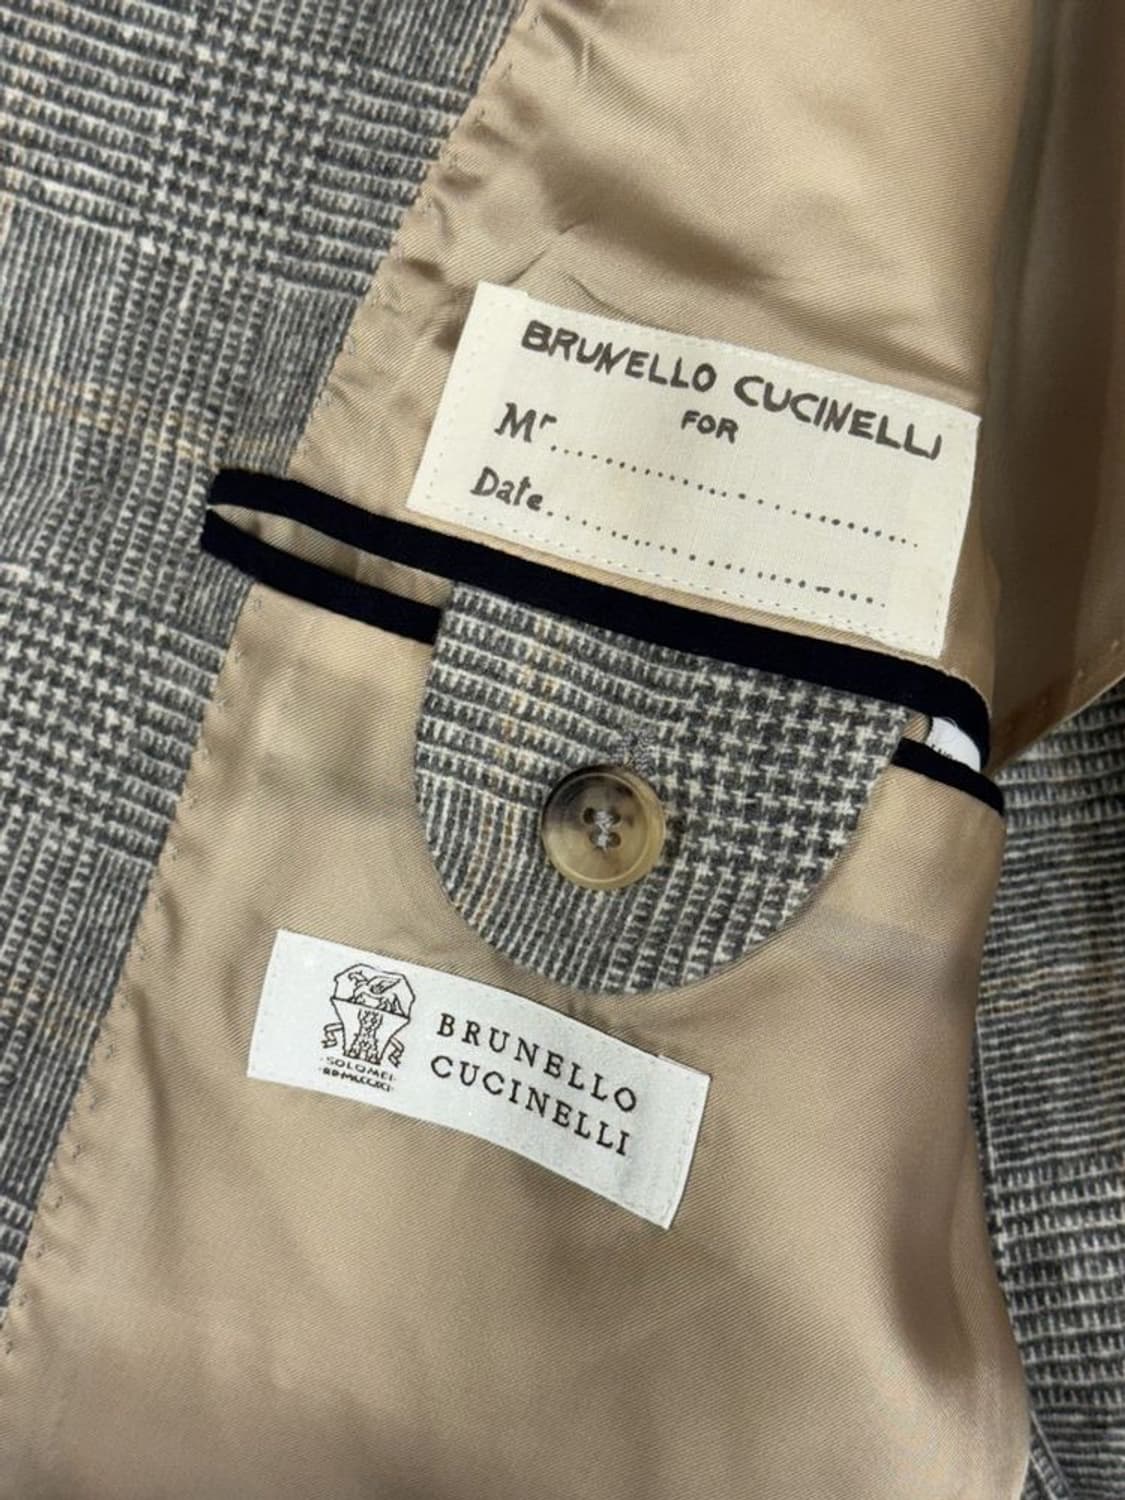 BRUNELLO CUCINELLI
FOR
Mr.......................................
Date.......................................
BRUNELLO
CUCINELLI
·SOLOMEI·